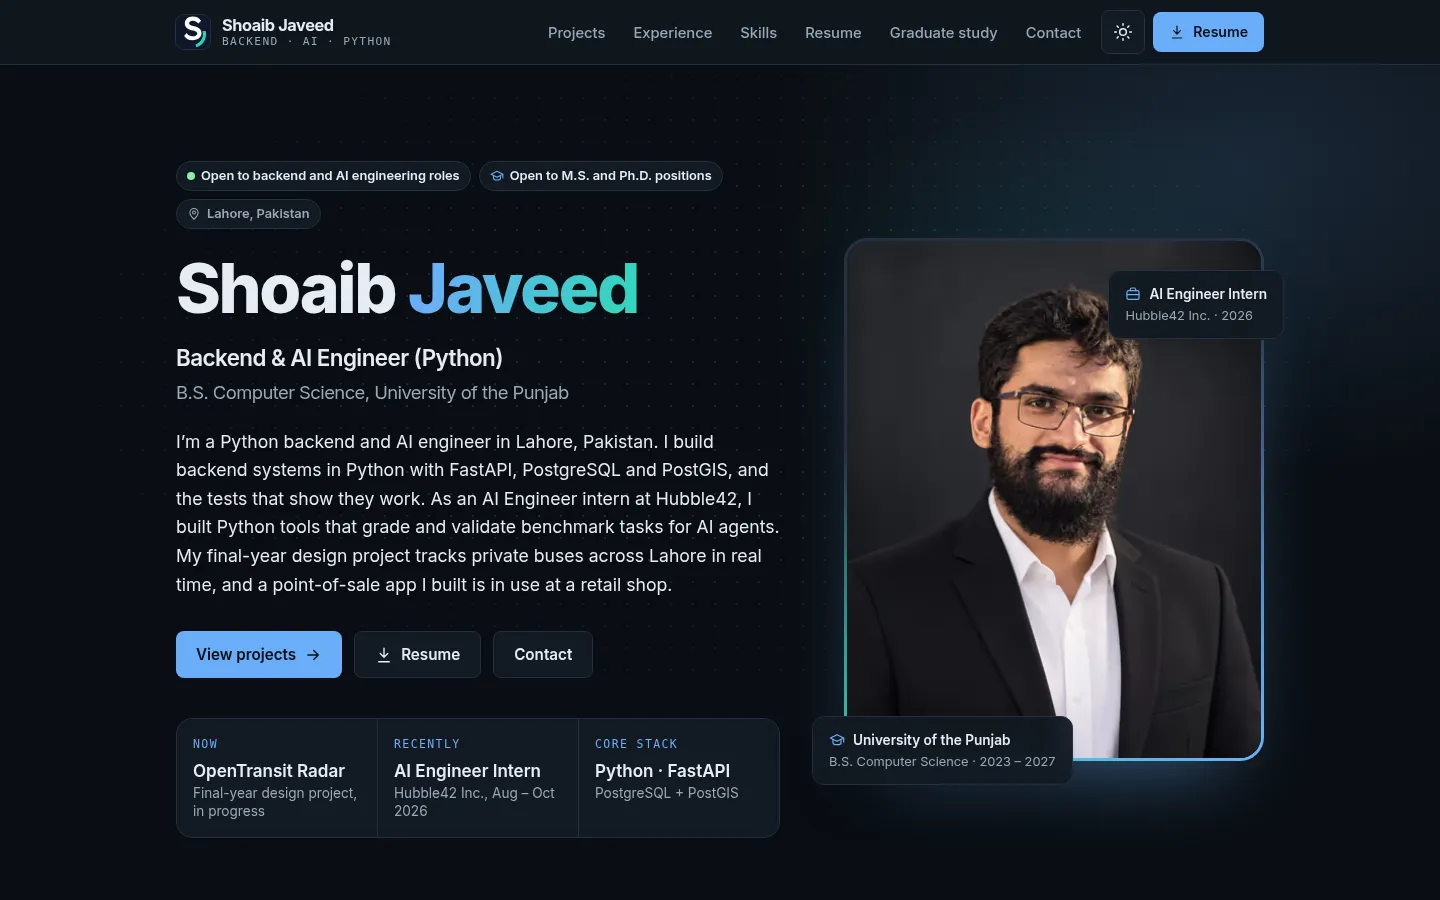 Shoaib Javeed
BACKEND · AI · PYTHON
Projects
Experience
Skills
Resume
Graduate study
Contact
Resume
Open to backend and AI engineering roles
Open to M.S. and Ph.D. positions
Lahore, Pakistan
Shoaib Javeed
Backend & AI Engineer (Python)
B.S. Computer Science, University of the Punjab
I’m a Python backend and AI engineer in Lahore, Pakistan. I build
backend systems in Python with FastAPI, PostgreSQL and PostGIS, and
the tests that show they work. As an AI Engineer intern at Hubble42, I
built Python tools that grade and validate benchmark tasks for AI agents.
My final-year design project tracks private buses across Lahore in real
time, and a point-of-sale app I built is in use at a retail shop.
View projects →
Resume
Contact
NOW
OpenTransit Radar
Final-year design project,
in progress
RECENTLY
AI Engineer Intern
Hubble42 Inc., Aug – Oct
2026
CORE STACK
Python · FastAPI
PostgreSQL + PostGIS
AI Engineer Intern
Hubble42 Inc. · 2026
University of the Punjab
B.S. Computer Science · 2023 – 2027